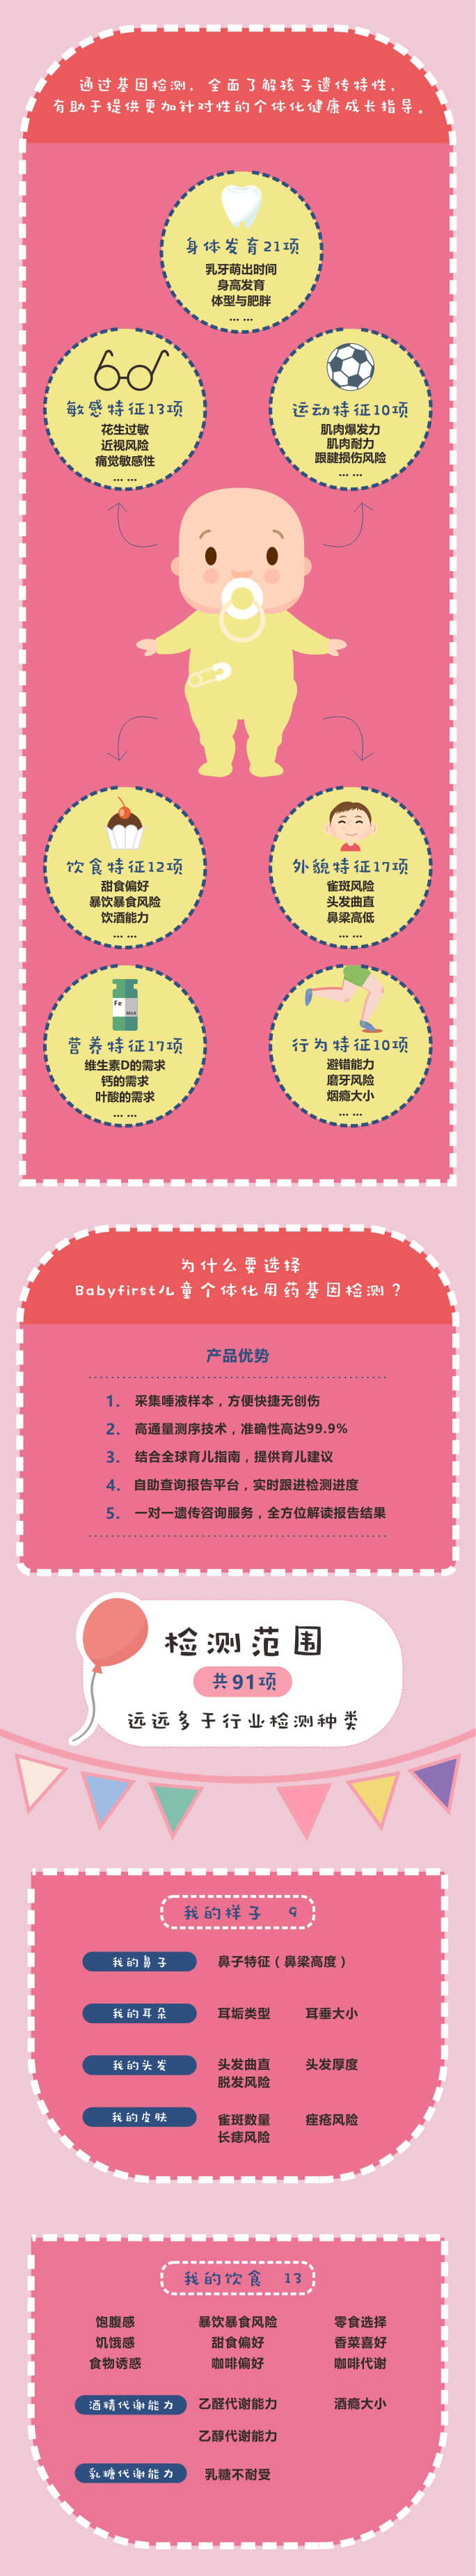 通过基因检测，全面了解孩子遗传特性，
有助于提供更加针对性的个体化健康成长指导。
身体发育21项
乳牙萌出时间
身高发育
体型与肥胖
... ...
敏感特征13项
花生过敏
近视风险
痛觉敏感性
... ...
运动特征10项
肌肉爆发力
肌肉耐力
跟腱损伤风险
... ...
饮食特征12项
甜食偏好
暴饮暴食风险
饮酒能力
... ...
外貌特征17项
雀斑风险
头发曲直
鼻梁高低
... ...
Fe
MILK
营养特征17项
维生素D的需求
钙的需求
叶酸的需求
... ...
行为特征10项
避错能力
磨牙风险
烟瘾大小
... ...
为什么要选择
Babyfirst儿童个体化用药基因检测？
产品优势
1. 采集唾液样本，方便快捷无创伤
2. 高通量测序技术，准确性高达99.9%
3. 结合全球育儿指南，提供育儿建议
4. 自助查询报告平台，实时跟进检测进度
5. 一对一遗传咨询服务，全方位解读报告结果
检测范围
共91项
远远多于行业检测种类
我的样子 9
我的鼻子 鼻子特征（鼻梁高度）
我的耳朵 耳垢类型 耳垂大小
我的头发 头发曲直 头发厚度
脱发风险
我的皮肤 雀斑数量 痤疮风险
长痣风险
我的饮食 13
饱腹感 暴饮暴食风险 零食选择
饥饿感 甜食偏好 香菜喜好
食物诱惑 咖啡偏好 咖啡代谢
酒精代谢能力 乙醛代谢能力 酒瘾大小
乙醇代谢能力
乳糖代谢能力 乳糖不耐受